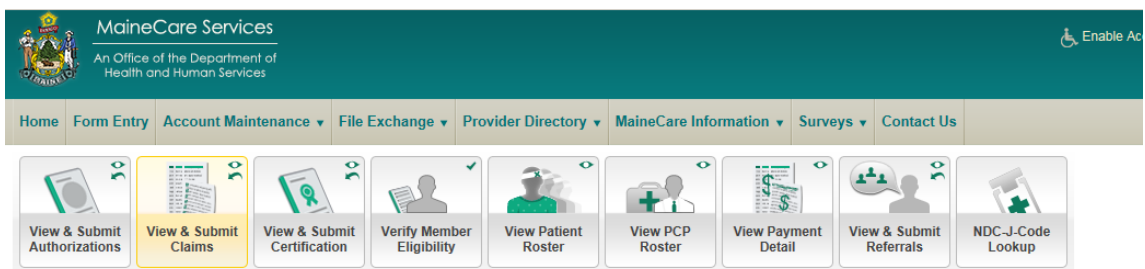 MaineCare Services
An Office of the Department of
Health and Human Services
Enable
Home Form Entry Account Maintenance File Exchange Provider Directory MaineCare Information Surveys Contact Us
View & Submit Authorizations
View & Submit Claims
View & Submit Certification
Verify Member Eligibility
View Patient Roster
View PCP Roster
View Payment Detail
View & Submit Referrals
NDC-J-Code Lookup